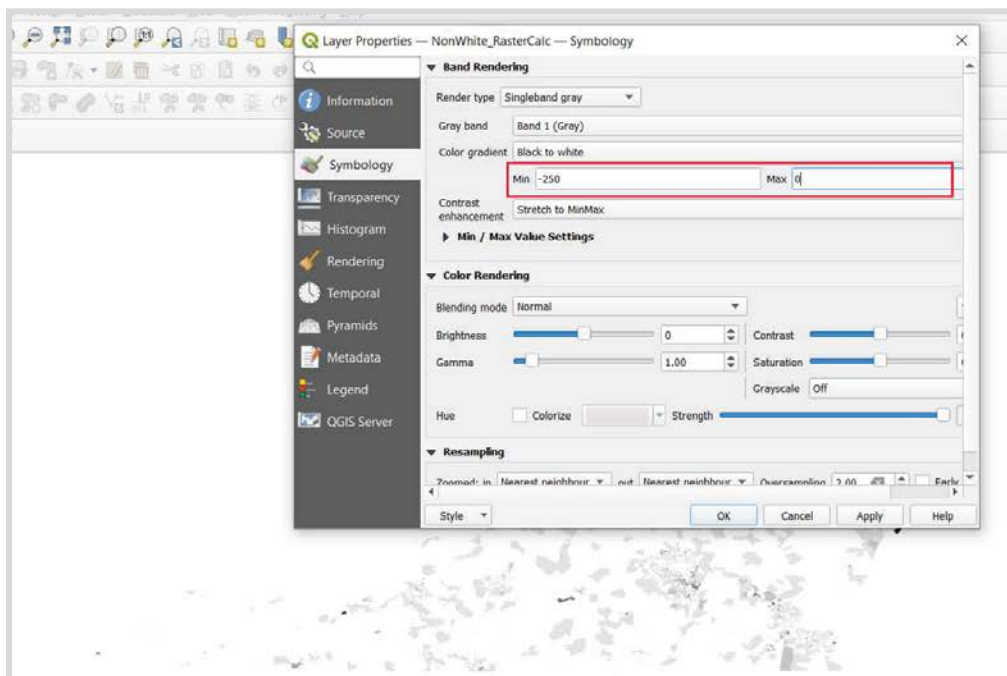 Layer Properties — NonWhite_RasterCalc — Symbology
Information
Source
Symbology
Transparency
Histogram
Rendering
Temporal
Pyramids
Metadata
Legend
QGIS Server
Band Rendering
Render type Singleband gray
Gray band Band 1 (Gray)
Color gradient Black to white
Min -250 Max 0
Contrast enhancement Stretch to MinMax
Min / Max Value Settings
Color Rendering
Blending mode Normal
Brightness 0 Contrast
Gamma 1.00 Saturation
Grayscale Off
Hue Colorize Strength
Resampling
Zoomed: in Nearest neighbour out Nearest neighbour Oversampling 2.00 Early
Style OK Cancel Apply Help